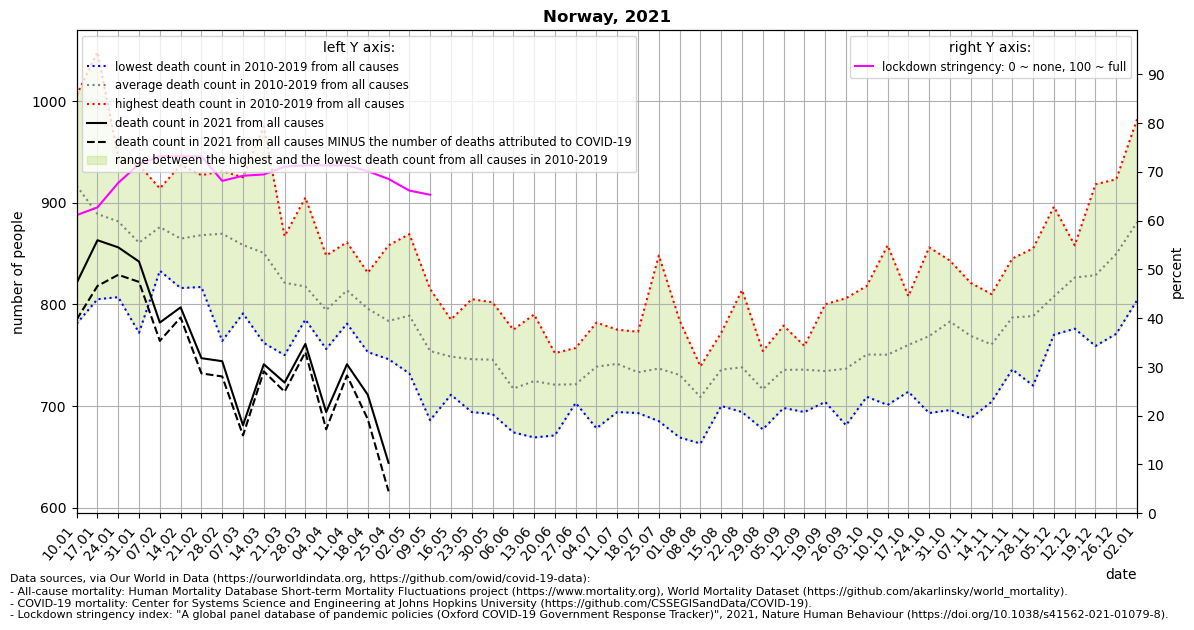 Norway, 2021
left Y axis:
lowest death count in 2010-2019 from all causes
average death count in 2010-2019 from all causes
highest death count in 2010-2019 from all causes
death count in 2021 from all causes
death count in 2021 from all causes MINUS the number of deaths attributed to COVID-19
range between the highest and the lowest death count from all causes in 2010-2019
right Y axis:
lockdown stringency: 0 ~ none, 100 ~ full
number of people
1000
900
800
700
600
percent
90
80
70
60
50
40
30
20
10
0
10.01 17.01 24.01 31.01 07.02 14.02 21.02 28.02 07.03 14.03 21.03 28.03 04.04 11.04 18.04 25.04 02.05 09.05 16.05 23.05 30.05 06.06 13.06 20.06 27.06 04.07 11.07 18.07 25.07 01.08 08.08 15.08 22.08 29.08 05.09 12.09 19.09 26.09 03.10 10.10 17.10 24.10 31.10 07.11 14.11 21.11 28.11 05.12 12.12 19.12 26.12 02.01
date
Data sources, via Our World in Data (https://ourworldindata.org, https://github.com/owid/covid-19-data):
- All-cause mortality: Human Mortality Database Short-term Mortality Fluctuations project (https://www.mortality.org), World Mortality Dataset (https://github.com/akarlinsky/world_mortality).
- COVID-19 mortality: Center for Systems Science and Engineering at Johns Hopkins University (https://github.com/CSSEGISandData/COVID-19).
- Lockdown stringency index: "A global panel database of pandemic policies (Oxford COVID-19 Government Response Tracker)", 2021, Nature Human Behaviour (https://doi.org/10.1038/s41562-021-01079-8).